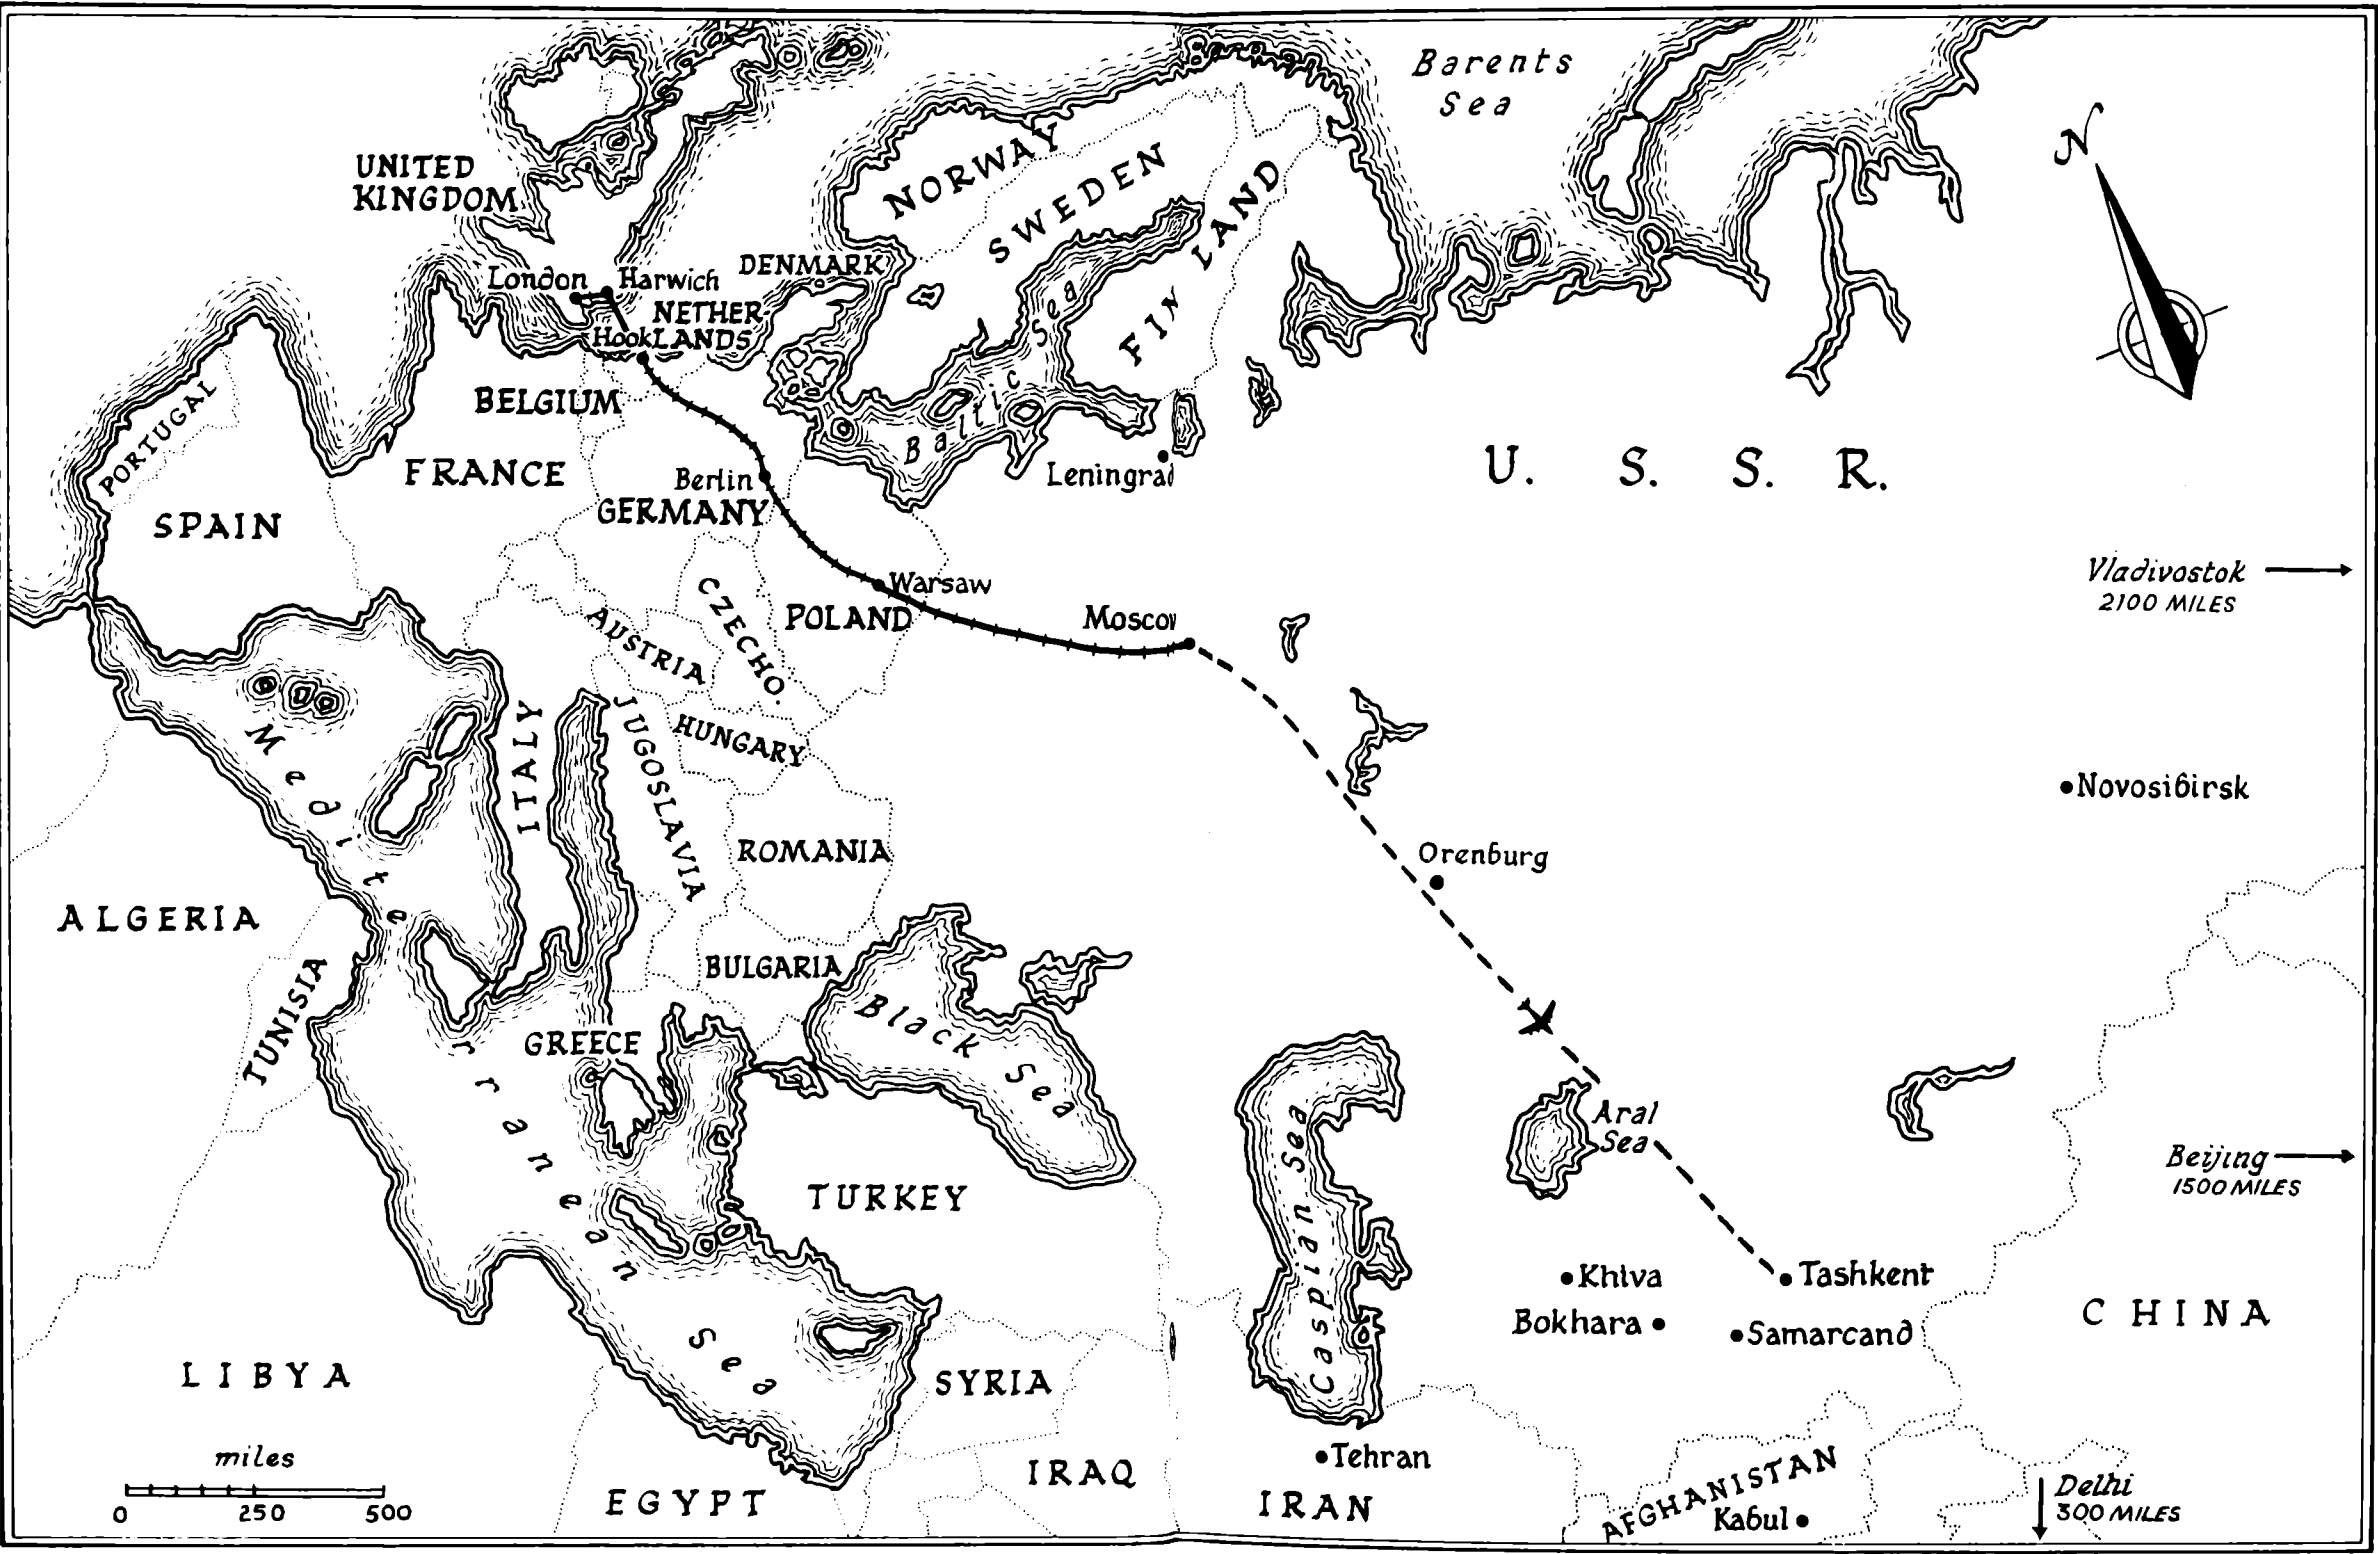 Barents
Sea
N
UNITED
KINGDOM
NORWAY
SWEDEN
FINLAND
DENMARK
London
Harwich
NETHER
LANDS
Hook
Baltic Sea
PORTUGAL
BELGIUM
FRANCE
Berlin
GERMANY
Leningrad
U. S. S. R.
SPAIN
Vladivostok
2100 MILES
Warsaw
POLAND
Moscow
CZECHO.
AUSTRIA
HUNGARY
JUGOSLAVIA
ITALY
Novosibirsk
ROMANIA
Orenburg
ALGERIA
TUNISIA
BULGARIA
Black Sea
GREECE
Mediterranean Sea
Aral
Sea
Caspian Sea
Beijing
1500 MILES
TURKEY
Khiva
Tashkent
Bokhara
Samarcand
CHINA
LIBYA
SYRIA
miles
0 250 500
Tehran
IRAQ
EGYPT
IRAN
AFGHANISTAN
Kabul
Delhi
300 MILES